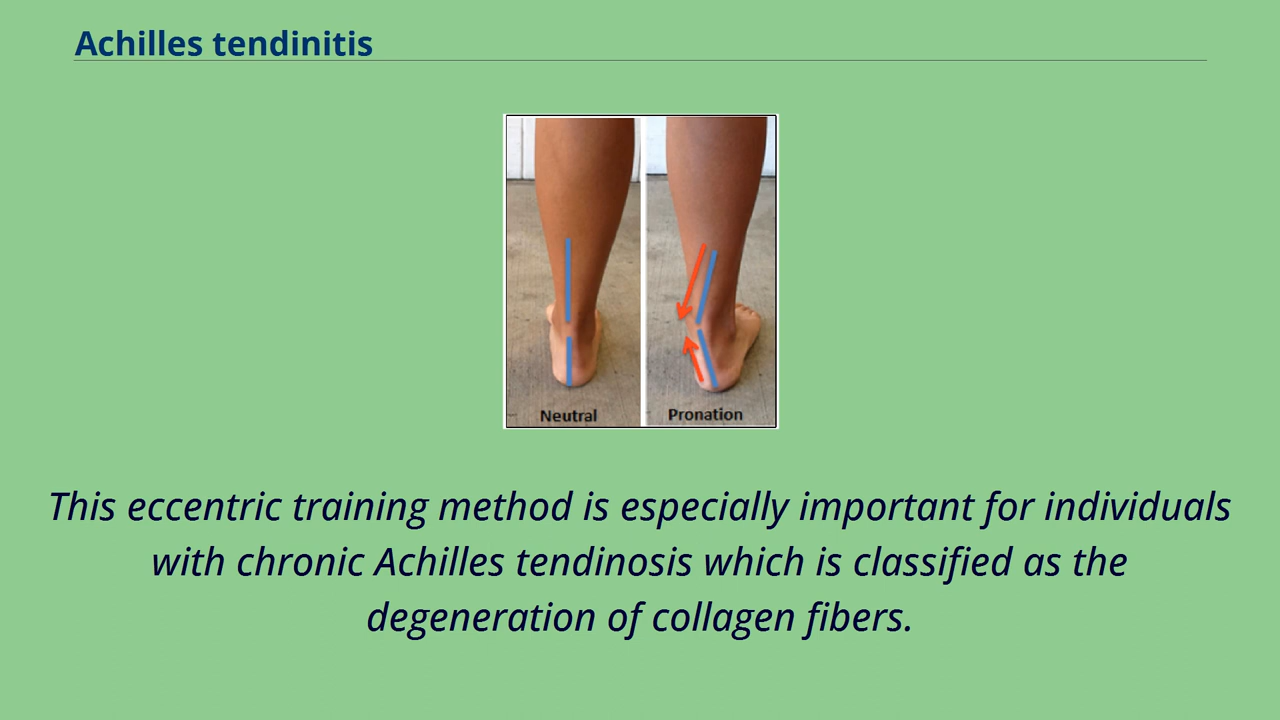 Achilles tendinitis
Neutral
Pronation
This eccentric training method is especially important for individuals
with chronic Achilles tendinosis which is classified as the
degeneration of collagen fibers.